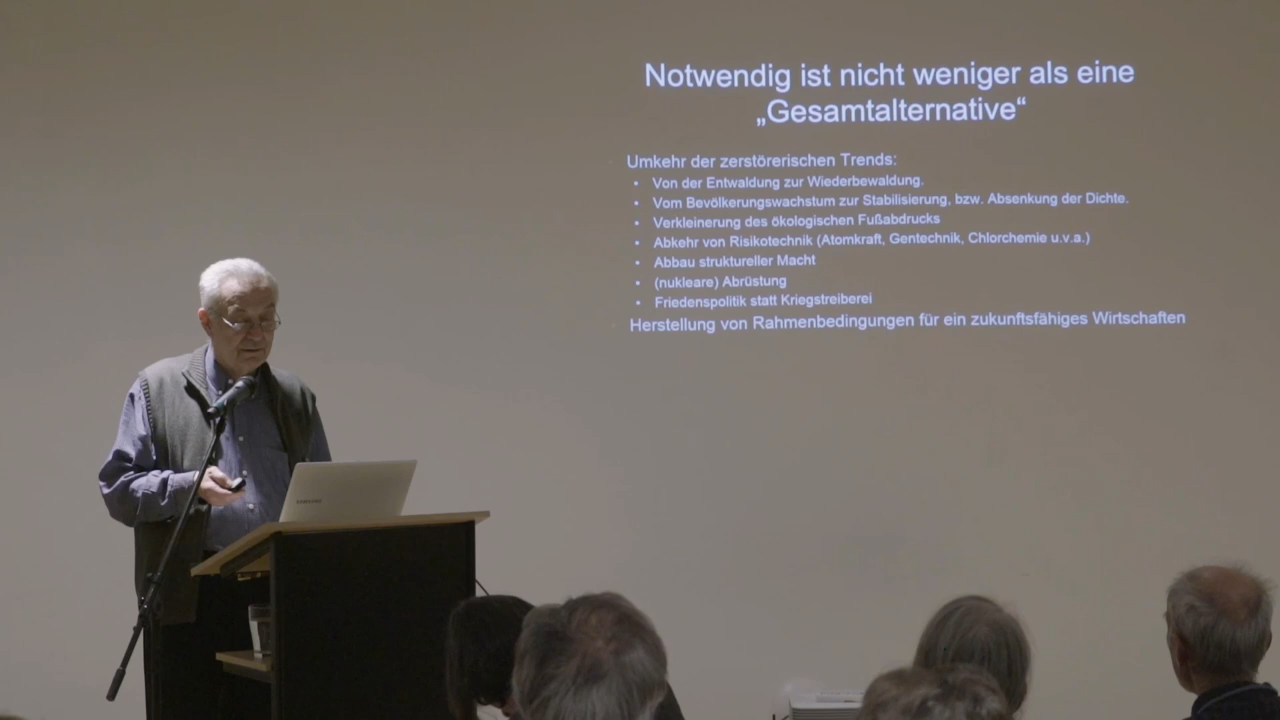 Notwendig ist nicht weniger als eine
„Gesamtalternative“
Umkehr der zerstörerischen Trends:
• Von der Entwaldung zur Wiederbewaldung.
• Vom Bevölkerungswachstum zur Stabilisierung, bzw. Absenkung der Dichte.
• Verkleinerung des ökologischen Fußabdrucks
• Abkehr von Risikotechnik (Atomkraft, Gentechnik, Chlorchemie u.v.a.)
• Abbau struktureller Macht
• (nukleare) Abrüstung
• Friedenspolitik statt Kriegstreiberei
Herstellung von Rahmenbedingungen für ein zukunftsfähiges Wirtschaften
SAMSUNG